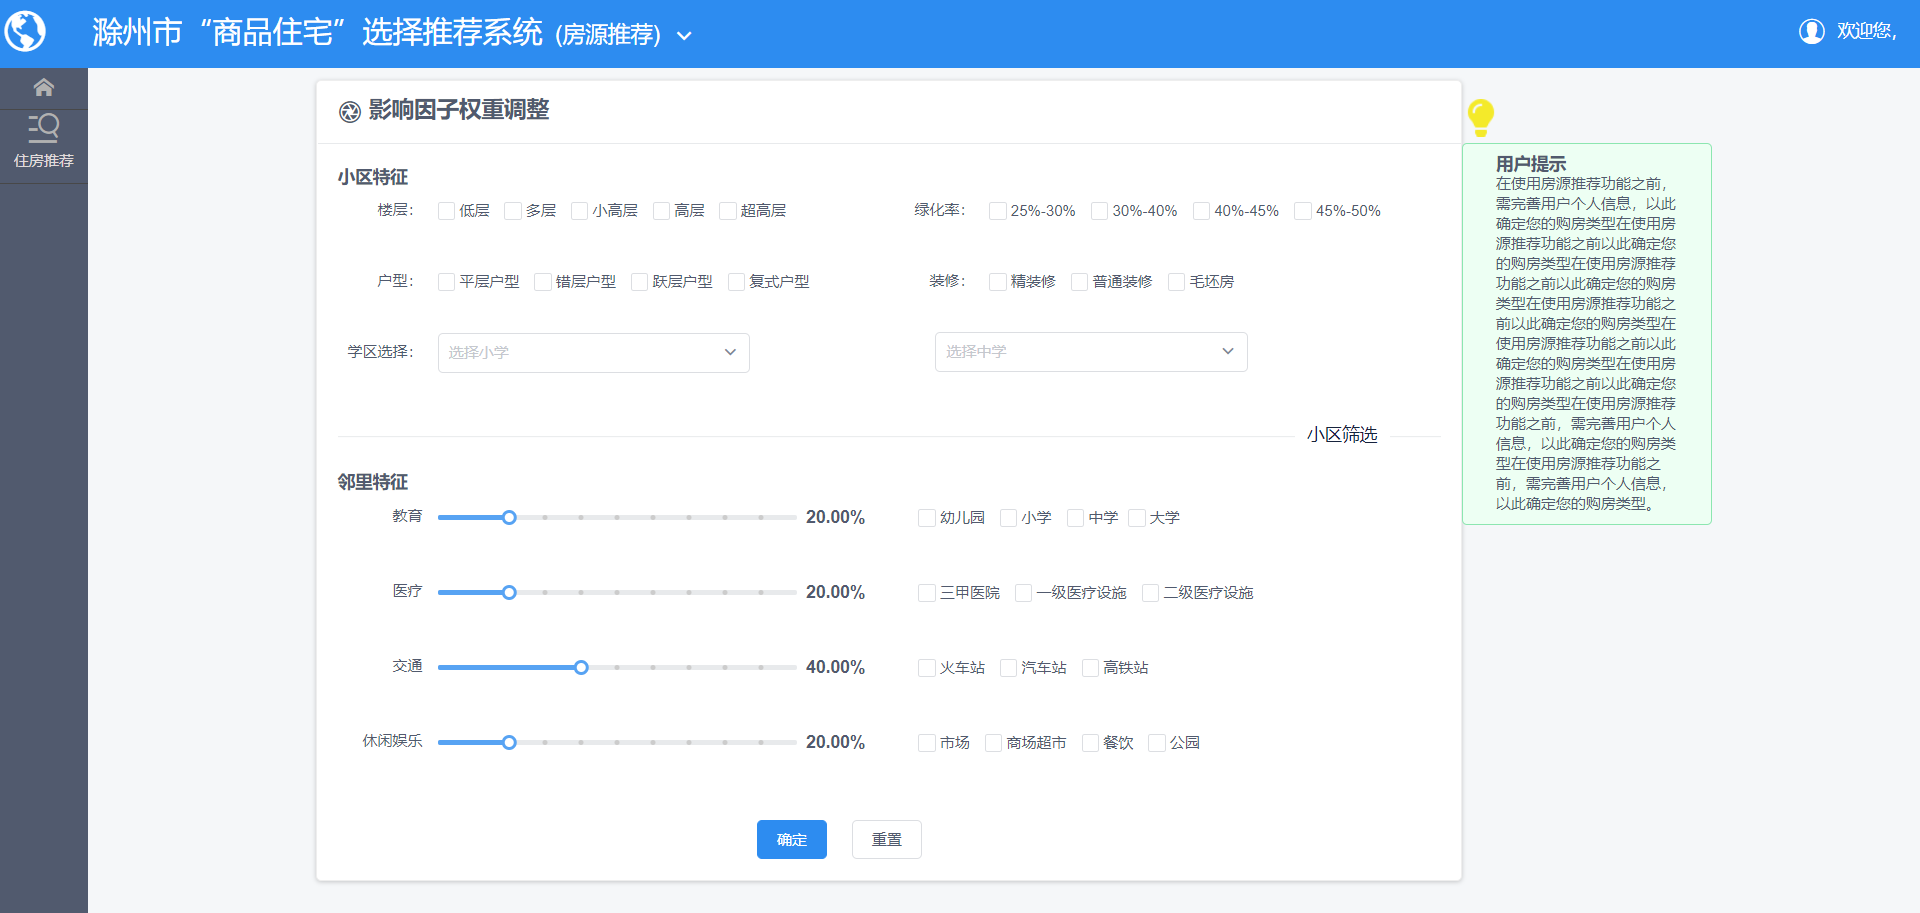 滁州市“商品住宅”选择推荐系统 (房源推荐)
欢迎您,
住房推荐
影响因子权重调整
小区特征
楼层: 低层 多层 小高层 高层 超高层 绿化率: 25%-30% 30%-40% 40%-45% 45%-50%
户型: 平层户型 错层户型 跃层户型 复式户型 装修: 精装修 普通装修 毛坯房
学区选择: 选择小学 选择中学
小区筛选
邻里特征
教育 20.00% 幼儿园 小学 中学 大学
医疗 20.00% 三甲医院 一级医疗设施 二级医疗设施
交通 40.00% 火车站 汽车站 高铁站
休闲娱乐 20.00% 市场 商场超市 餐饮 公园
确定 重置
用户提示
在使用房源推荐功能之前,
需完善用户个人信息，以此
确定您的购房类型在使用房
源推荐功能之前以此确定您
的购房类型在使用房源推荐
功能之前以此确定您的购房
类型在使用房源推荐功能之
前以此确定您的购房类型在
使用房源推荐功能之前以此
确定您的购房类型在使用房
源推荐功能之前以此确定您
的购房类型在使用房源推荐
功能之前，需完善用户个人
信息，以此确定您的购房类
型在使用房源推荐功能之
前，需完善用户个人信息，
以此确定您的购房类型。